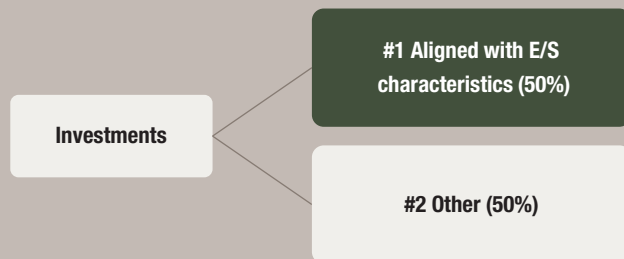 Investments
#1 Aligned with E/S
characteristics (50%)
#2 Other (50%)